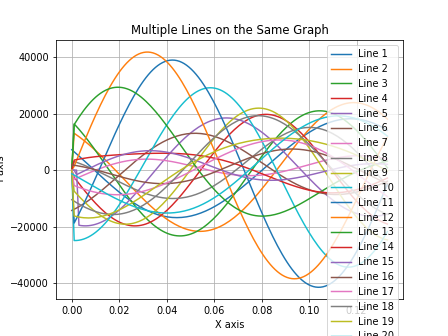 Multiple Lines on the Same Graph
40000
20000
0
−20000
−40000
0.00
0.02
0.04
0.06
0.08
0.10
X axis
axis
Line 1
Line 2
Line 3
Line 4
Line 5
Line 6
Line 7
Line 8
Line 9
Line 10
Line 11
Line 12
Line 13
Line 14
Line 15
Line 16
Line 17
Line 18
Line 19
Line 20